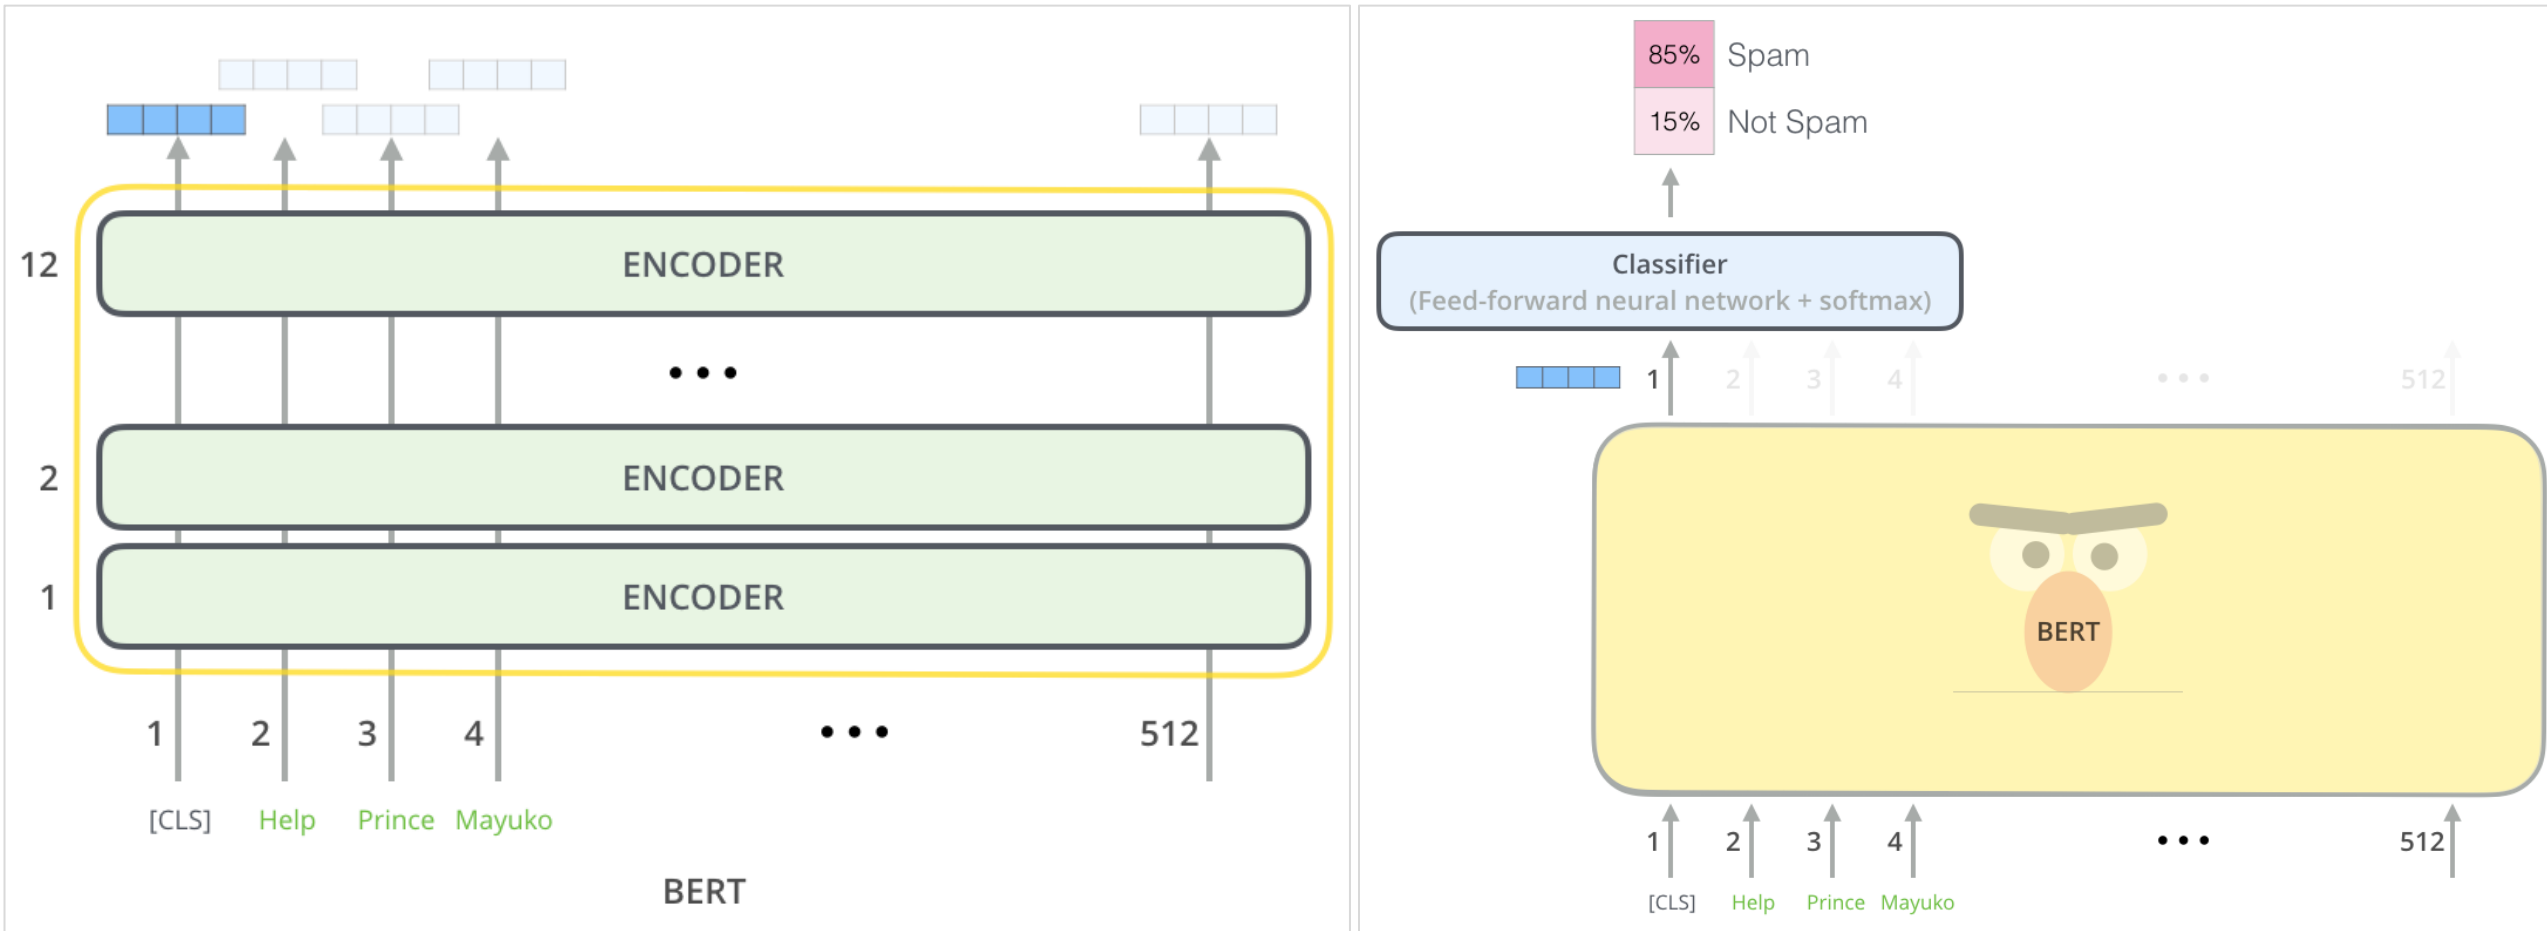 12
ENCODER
2
ENCODER
1
ENCODER
1 2 3 4 512
[CLS] Help Prince Mayuko
BERT
85% Spam
15% Not Spam
Classifier
(Feed-forward neural network + softmax)
1 2 3 4 512
BERT
1 2 3 4 512
[CLS] Help Prince Mayuko